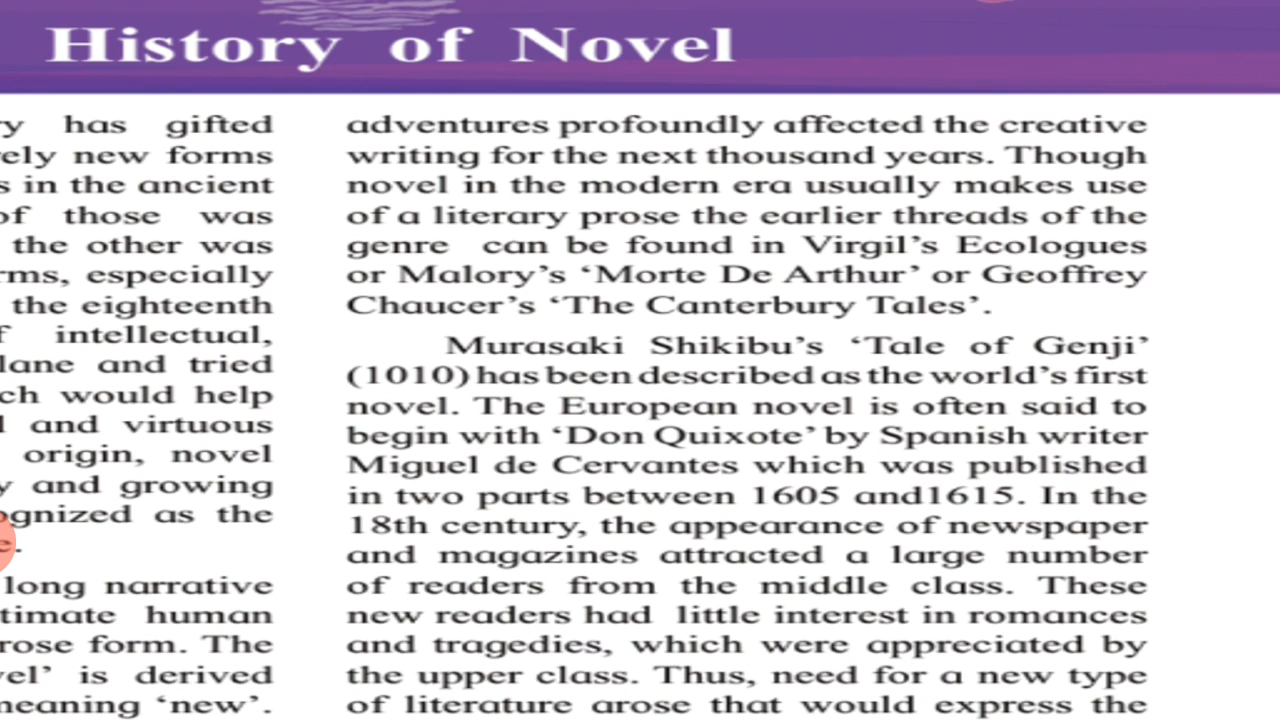 History of Novel
has gifted
new forms
in the ancient
of those was
the other was
especially
the eighteenth
intellectual,
and tried
would help
and virtuous
origin, novel
and growing
as the
long narrative
human
form. The
is derived
‘new’.
adventures profoundly affected the creative
writing for the next thousand years. Though
novel in the modern era usually makes use
of a literary prose the earlier threads of the
genre can be found in Virgil’s Ecologues
or Malory’s ‘Morte De Arthur’ or Geoffrey
Chaucer’s ‘The Canterbury Tales’.
Murasaki Shikibu’s ‘Tale of Genji’
(1010) has been described as the world’s first
novel. The European novel is often said to
begin with ‘Don Quixote’ by Spanish writer
Miguel de Cervantes which was published
in two parts between 1605 and1615. In the
18th century, the appearance of newspaper
and magazines attracted a large number
of readers from the middle class. These
new readers had little interest in romances
and tragedies, which were appreciated by
the upper class. Thus, need for a new type
of literature arose that would express the